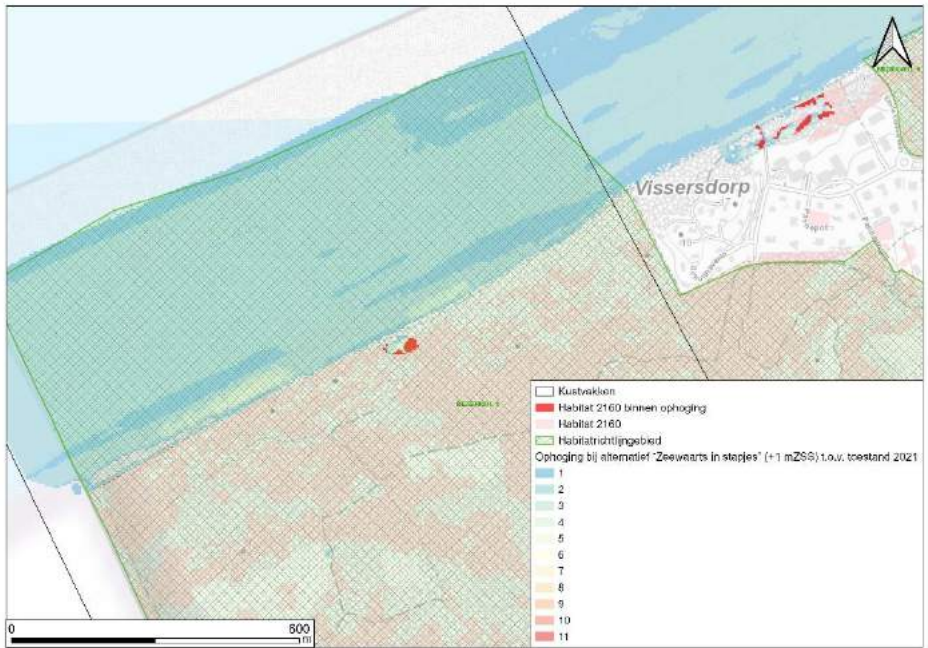 Vissersdorp
Kustvakken
Habitat 2160 binnen ophoging
Habitat 2160
Habitatrichtlijngebied
Ophoging bij alternatief "Zeewaarts in stapjes" (+1 mZSS) t.o.v. toestand 2021
1
2
3
4
5
6
7
8
9
10
11
0 600
m